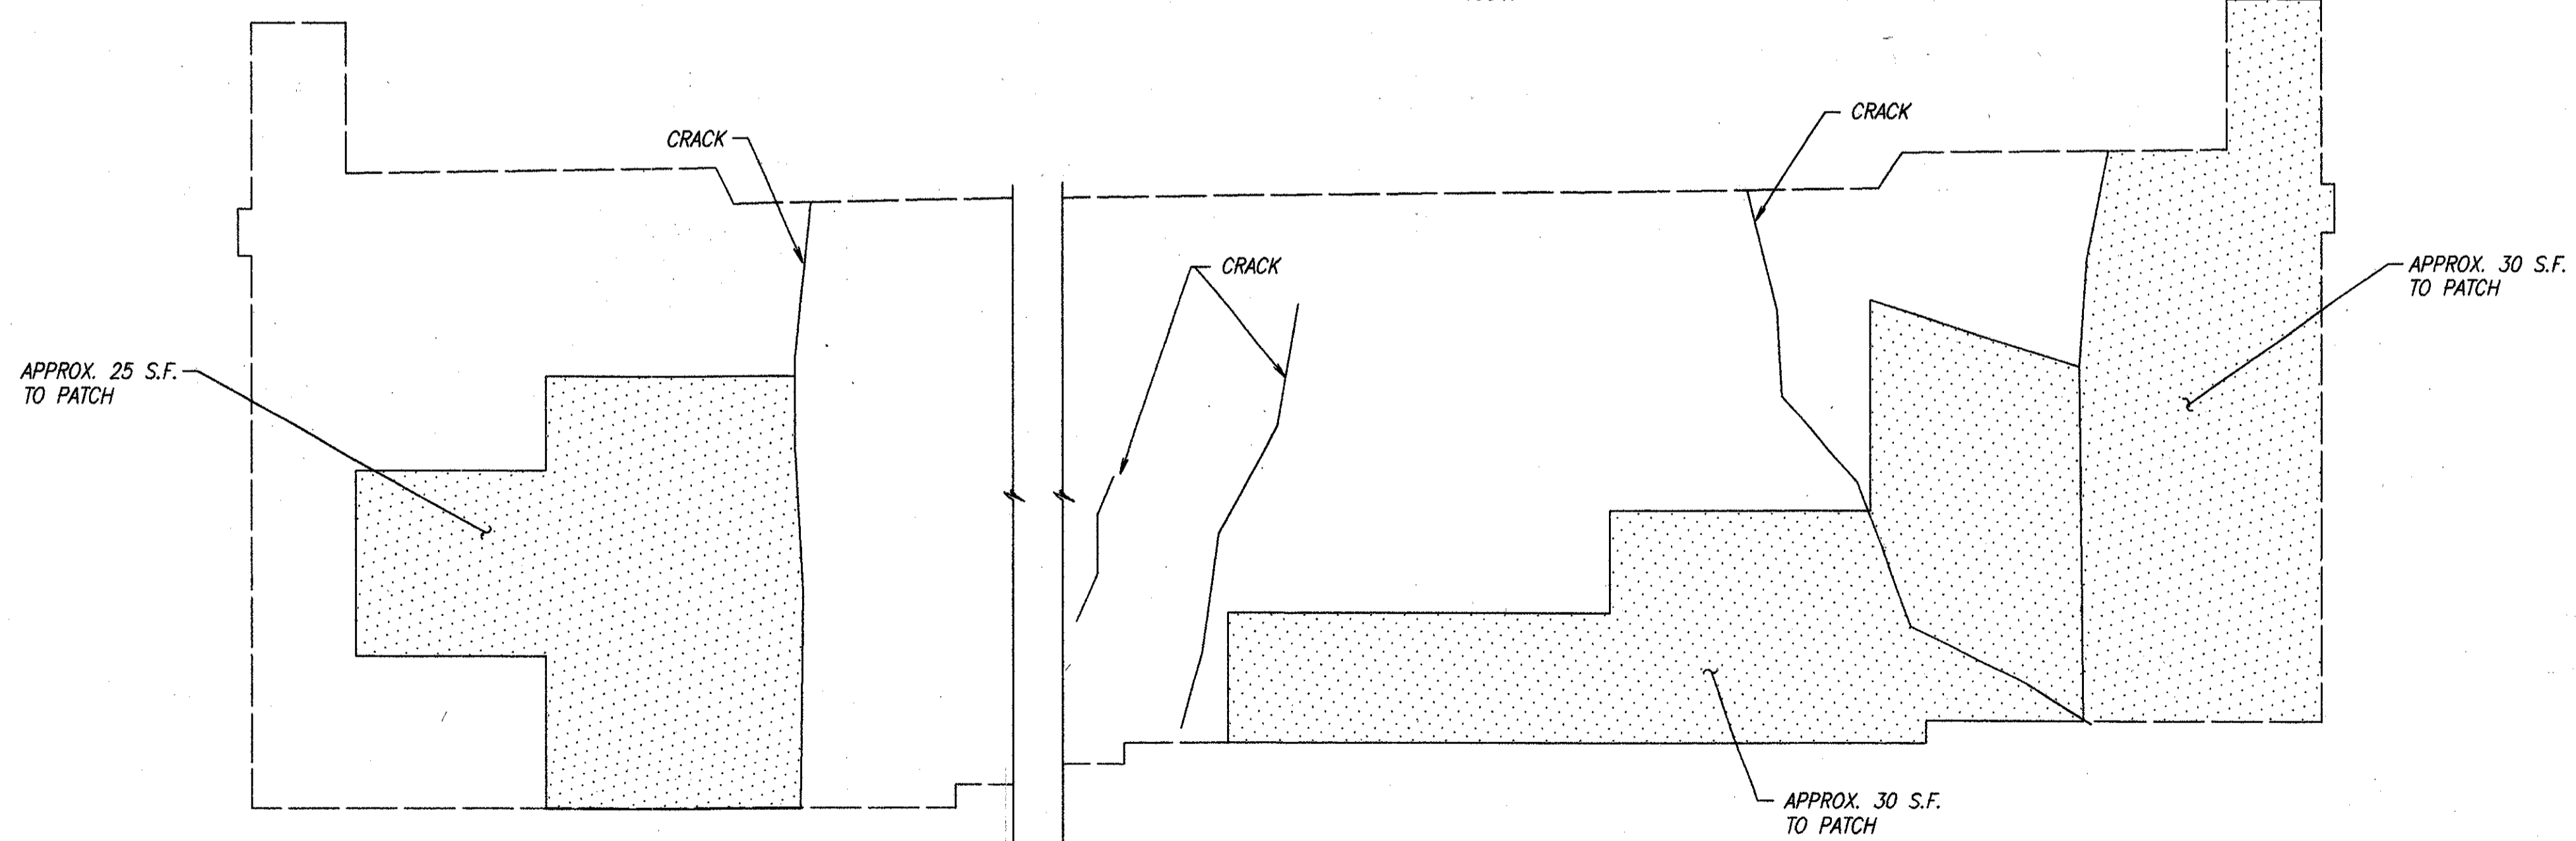 CRACK
CRACK
CRACK
APPROX. 30 S.F.
TO PATCH
APPROX. 25 S.F.
TO PATCH
APPROX. 30 S.F.
TO PATCH